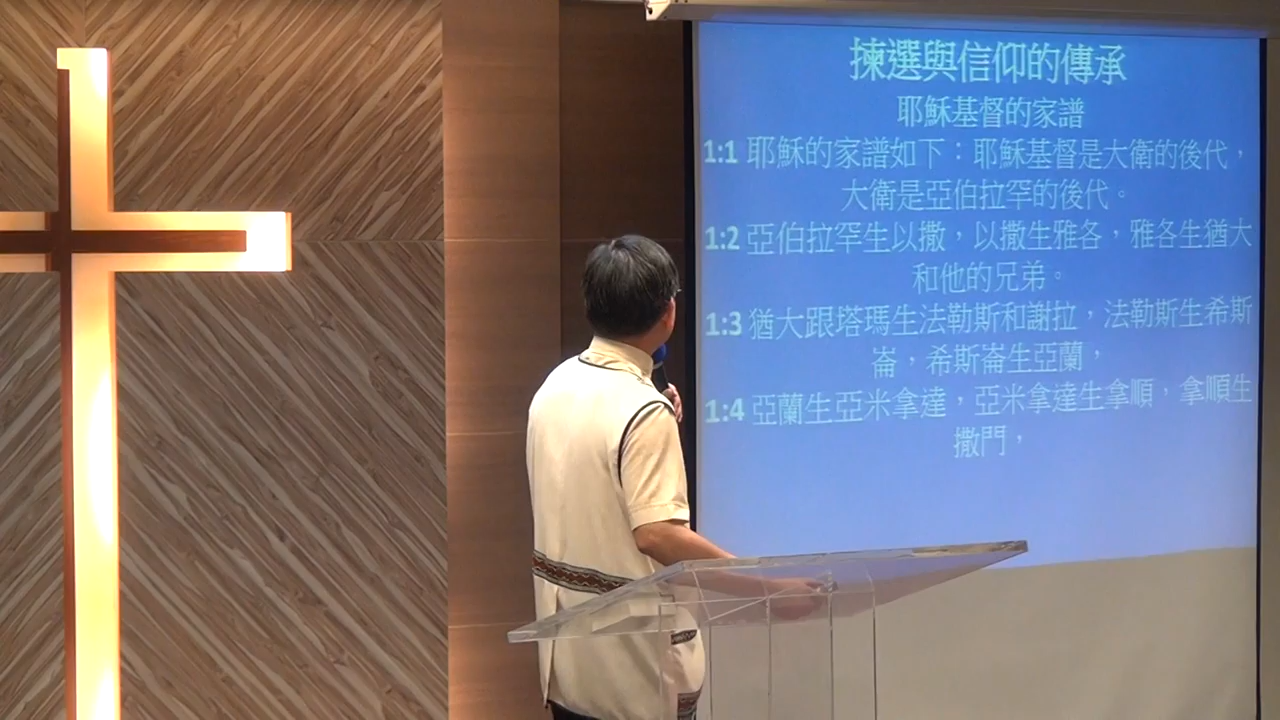 揀選與信仰的傳承
耶穌基督的家譜
1:1 耶穌的家譜如下：耶穌基督是大衛的後代，
大衛是亞伯拉罕的後代。
1:2 亞伯拉罕生以撒，以撒生雅各，雅各生猶大
和他的兄弟。
1:3 猶大跟塔瑪生法勒斯和謝拉，法勒斯生希斯
崙，希斯崙生亞蘭，
1:4 亞蘭生亞米拿達，亞米拿達生拿順，拿順生
撒門，